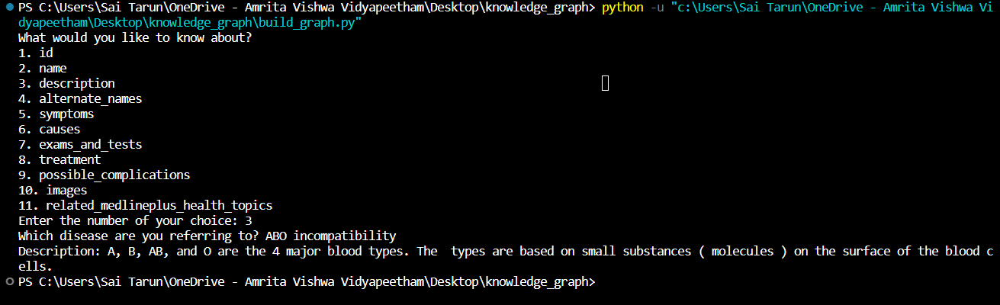 PS C:\Users\Sai Tarun\OneDrive - Amrita Vishwa Vidyapeetham\Desktop\knowledge_graph> python -u "c:\Users\Sai Tarun\OneDrive - Amrita Vishwa Vi
dyapeetham\Desktop\knowledge_graph\build_graph.py"
What would you like to know about?
1. id
2. name
3. description
4. alternate_names
5. symptoms
6. causes
7. exams_and_tests
8. treatment
9. possible_complications
10. images
11. related_medlineplus_health_topics
Enter the number of your choice: 3
Which disease are you referring to? ABO incompatibility
Description: A, B, AB, and O are the 4 major blood types. The  types are based on small substances ( molecules ) on the surface of the blood c
ells.
PS C:\Users\Sai Tarun\OneDrive - Amrita Vishwa Vidyapeetham\Desktop\knowledge_graph>